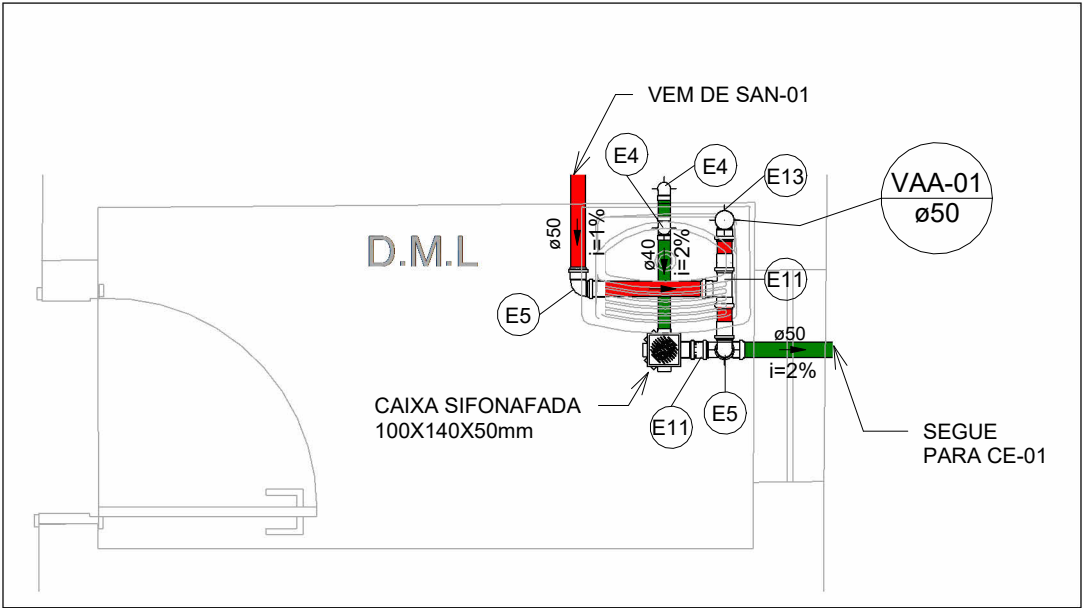 VEM DE SAN-01
E4
E4
E13
VAA-01
ø50
D.M.L
ø50
i=1%
ø40
i=2%
E11
E5
ø50
i=2%
CAIXA SIFONAFADA
100X140X50mm
E11
E5
SEGUE
PARA CE-01